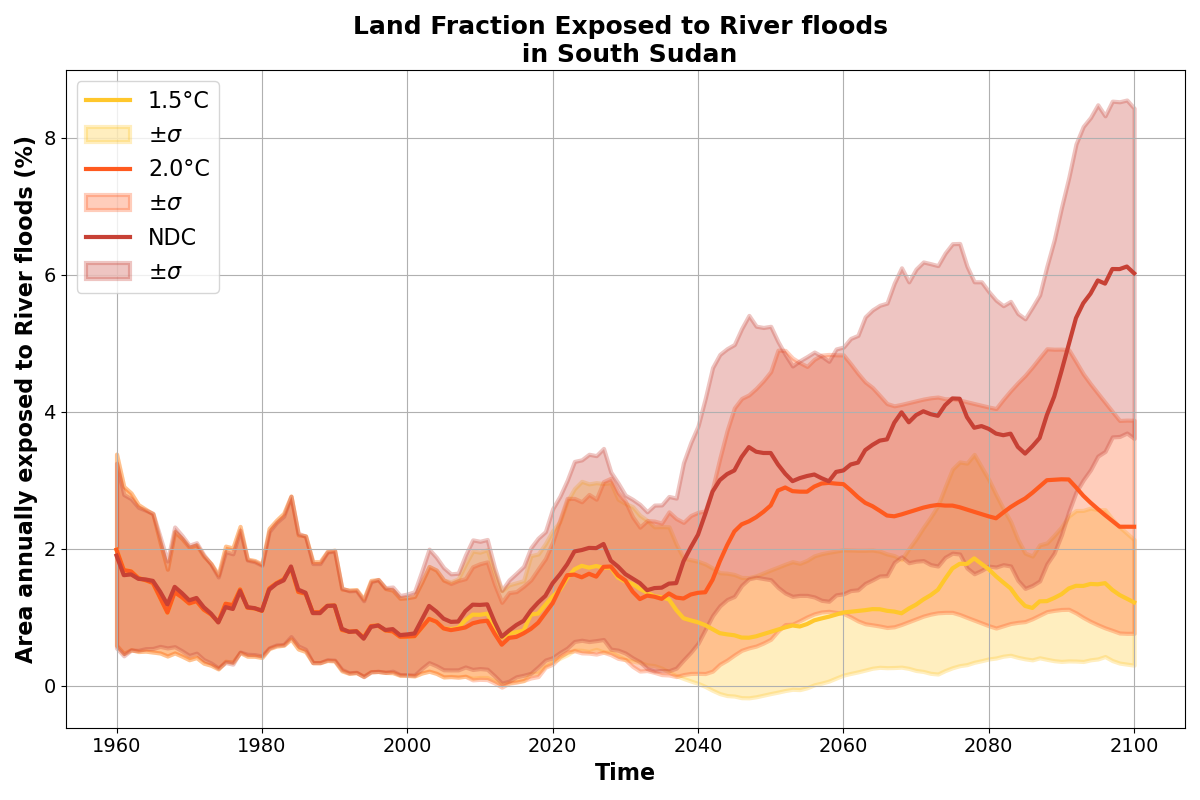 Land Fraction Exposed to River floods
in South Sudan
Area annually exposed to River floods (%)
8
6
4
2
0
1.5°C
±σ
2.0°C
±σ
NDC
±σ
1960 1980 2000 2020 2040 2060 2080 2100
Time